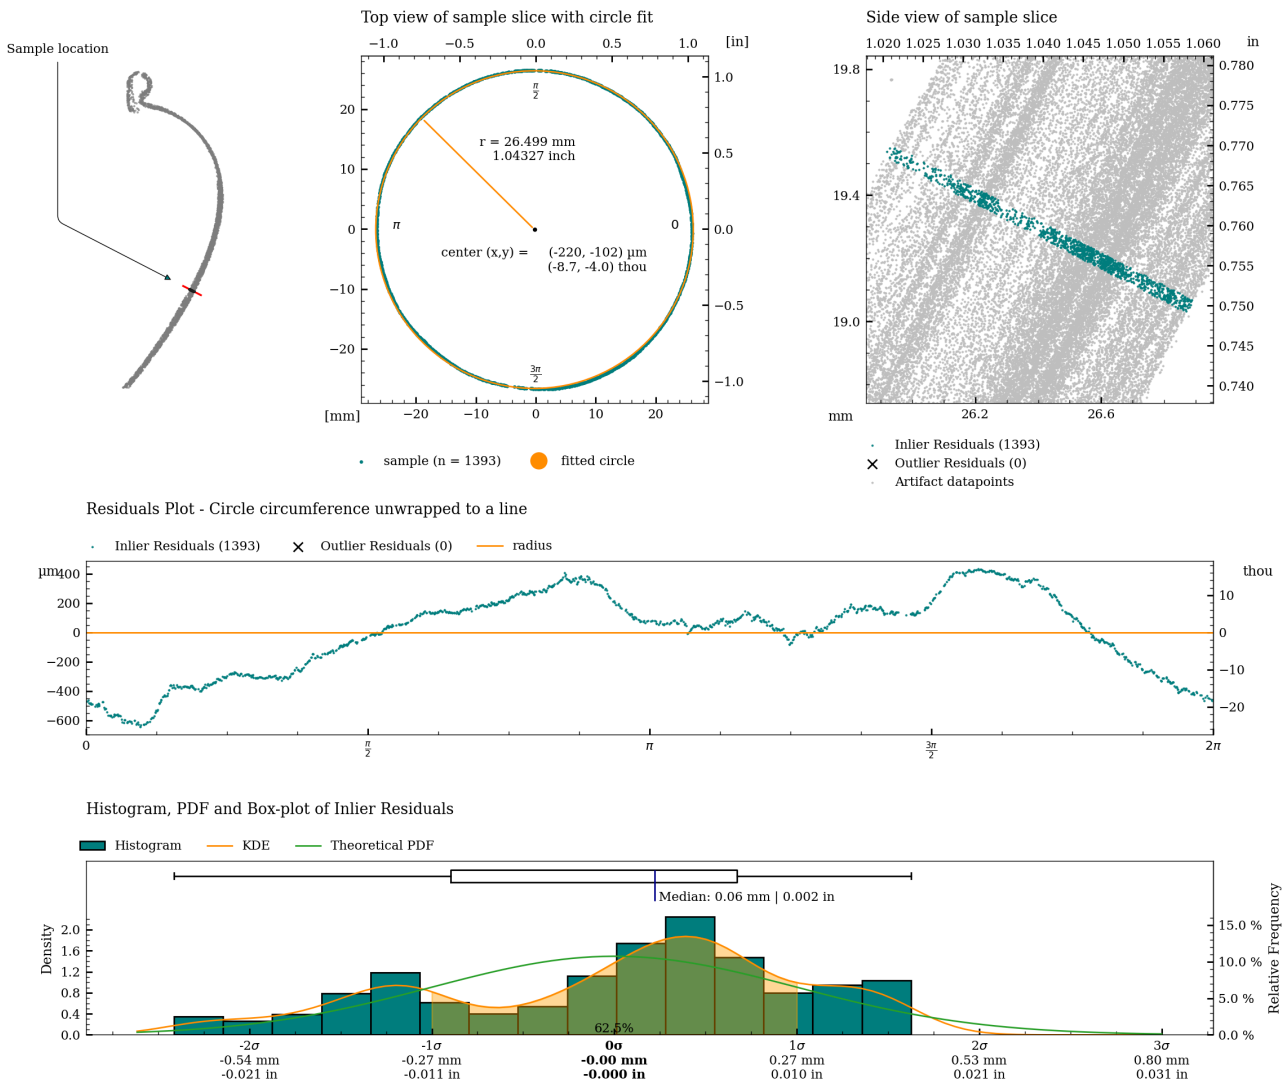 Sample location
Top view of sample slice with circle fit
−1.0 −0.5 0.0 0.5 1.0 [in]
20
10
0
−10
−20
[mm]
−20 −10 0 10 20
1.0
0.5
0.0
−0.5
−1.0
π/2
r = 26.499 mm
1.04327 inch
π
0
center (x,y) = (-220, -102) µm
(-8.7, -4.0) thou
3π/2
sample (n = 1393) fitted circle
Side view of sample slice
1.020 1.025 1.030 1.035 1.040 1.045 1.050 1.055 1.060 in
19.8
19.4
19.0
mm
26.2 26.6
0.780
0.775
0.770
0.765
0.760
0.755
0.750
0.745
0.740
Inlier Residuals (1393)
Outlier Residuals (0)
Artifact datapoints
Residuals Plot - Circle circumference unwrapped to a line
Inlier Residuals (1393) Outlier Residuals (0) radius
µm
400
200
0
−200
−400
−600
thou
10
0
−10
−20
0 π/2 π 3π/2 2π
Histogram, PDF and Box-plot of Inlier Residuals
Histogram KDE Theoretical PDF
Median: 0.06 mm | 0.002 in
Density
2.0
1.6
1.2
0.8
0.4
0.0
Relative Frequency
15.0 %
10.0 %
5.0 %
0.0 %
62.5%
-2σ -1σ 0σ 1σ 2σ 3σ
-0.54 mm -0.27 mm -0.00 mm 0.27 mm 0.53 mm 0.80 mm
-0.021 in -0.011 in -0.000 in 0.010 in 0.021 in 0.031 in